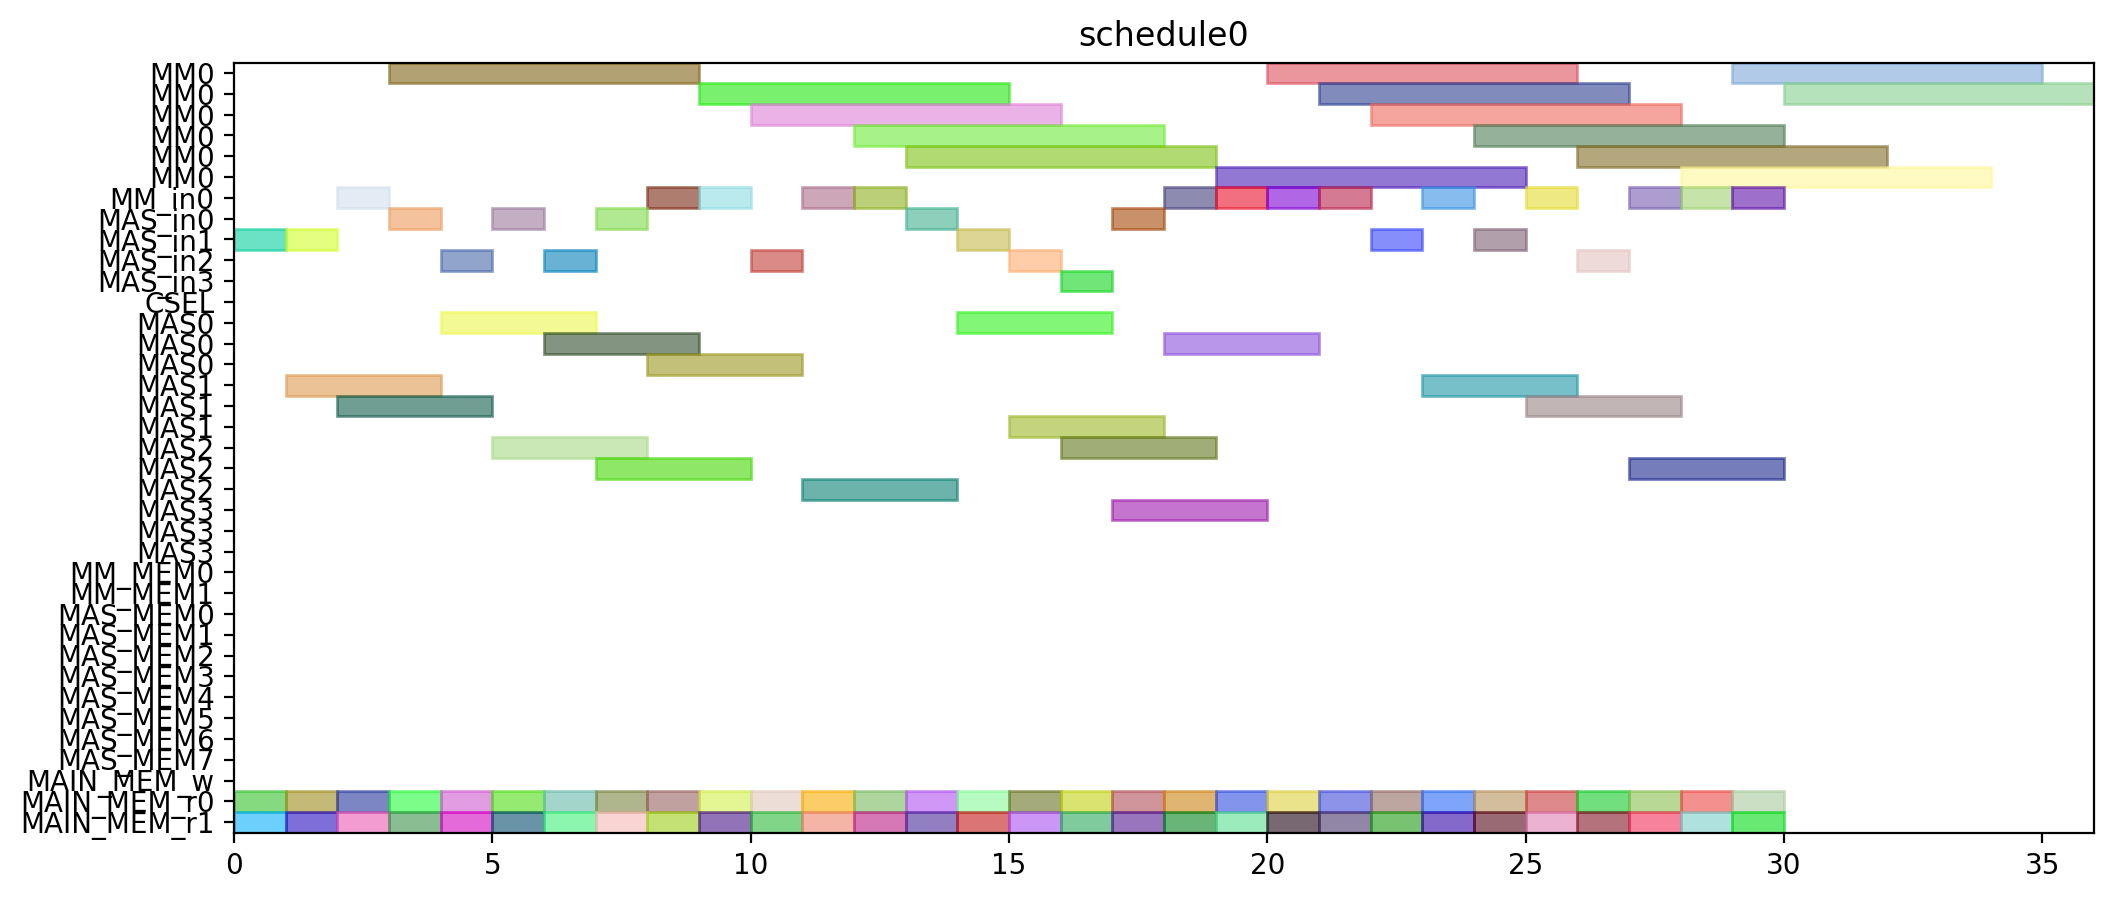 schedule0
MM0
MM0
MM0
MM0
MM0
MM0
MM_in0
MAS_in0
MAS_in1
MAS_in2
MAS_in3
CSEL
MAS0
MAS0
MAS0
MAS1
MAS1
MAS1
MAS2
MAS2
MAS2
MAS3
MAS3
MAS3
MM_MEM0
MM_MEM1
MAS_MEM0
MAS_MEM1
MAS_MEM2
MAS_MEM3
MAS_MEM4
MAS_MEM5
MAS_MEM6
MAS_MEM7
MAIN_MEM_w
MAIN_MEM_r0
MAIN_MEM_r1
0 5 10 15 20 25 30 35